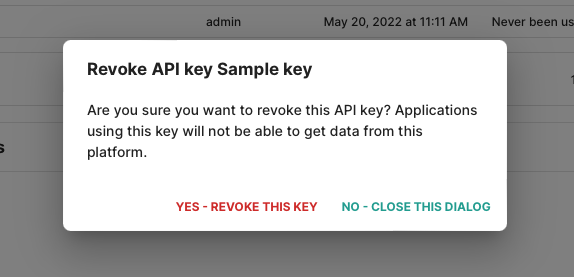 admin May 20, 2022 at 11:11 AM Never been us
Revoke API key Sample key
Are you sure you want to revoke this API key? Applications
using this key will not be able to get data from this
platform.
YES - REVOKE THIS KEY NO - CLOSE THIS DIALOG